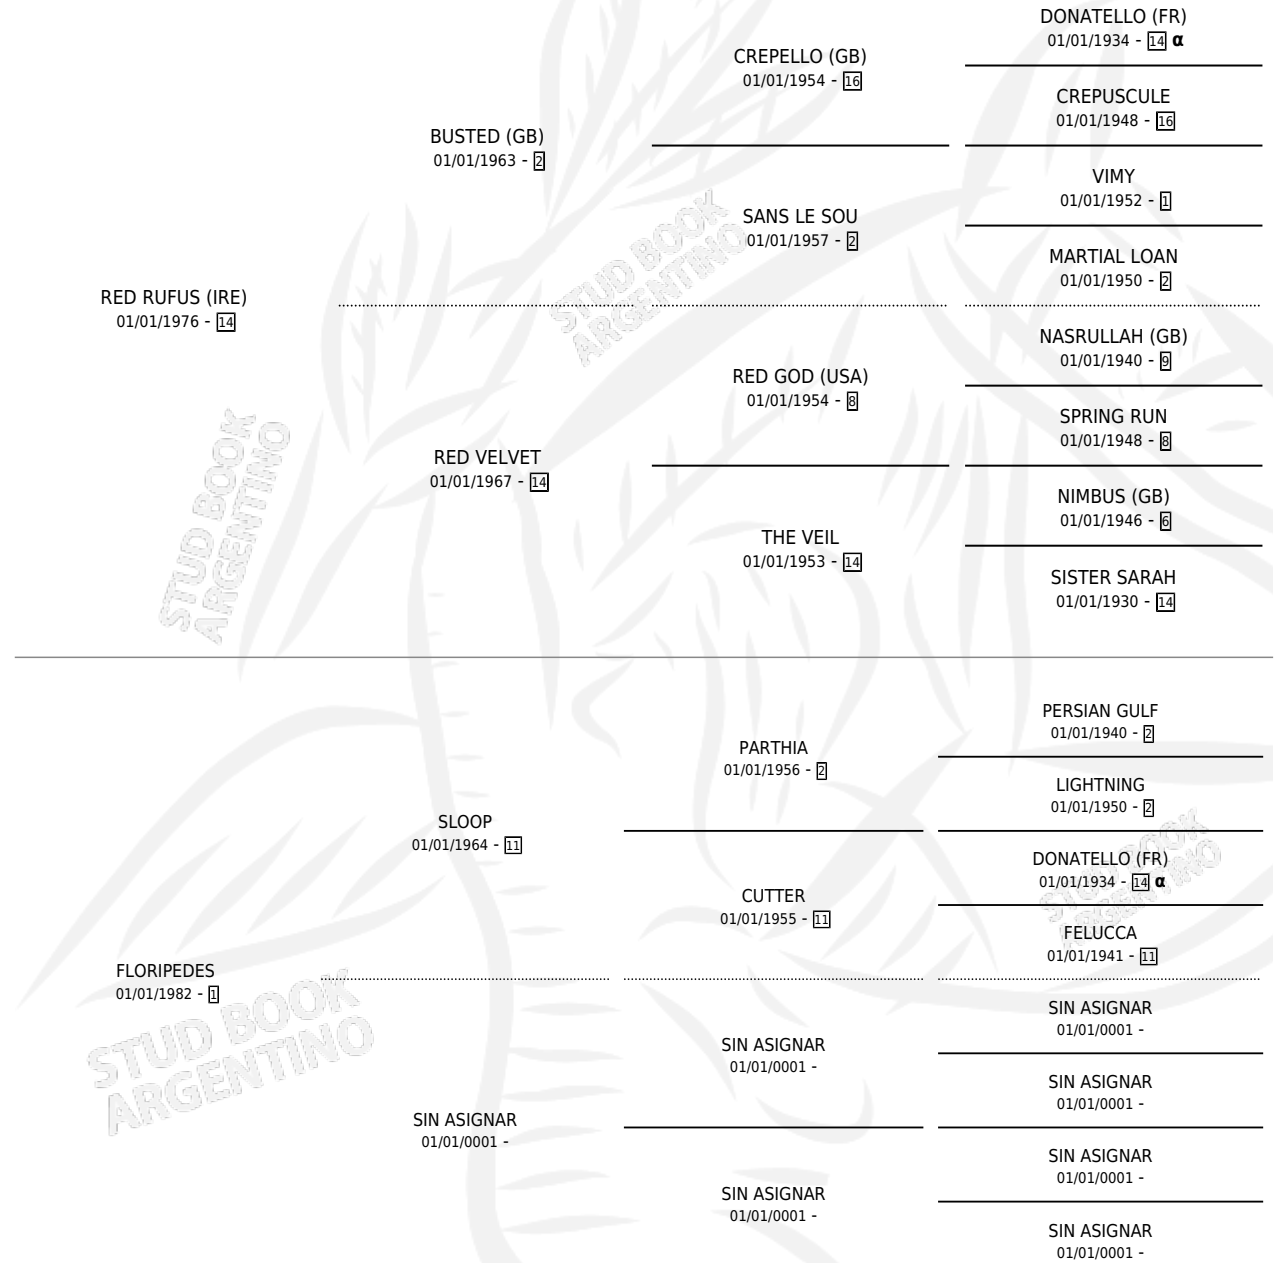 DONATELLO (FR)
01/01/1934 - 14 α
CREPELLO (GB)
01/01/1954 - 16
CREPUSCULE
01/01/1948 - 16
BUSTED (GB)
01/01/1963 - 2
VIMY
01/01/1952 - 1
SANS LE SOU
01/01/1957 - 2
MARTIAL LOAN
01/01/1950 - 2
RED RUFUS (IRE)
01/01/1976 - 14
NASRULLAH (GB)
01/01/1940 - 9
RED GOD (USA)
01/01/1954 - 8
SPRING RUN
01/01/1948 - 8
RED VELVET
01/01/1967 - 14
NIMBUS (GB)
01/01/1946 - 6
THE VEIL
01/01/1953 - 14
SISTER SARAH
01/01/1930 - 14
PERSIAN GULF
01/01/1940 - 2
PARTHIA
01/01/1956 - 2
LIGHTNING
01/01/1950 - 2
SLOOP
01/01/1964 - 11
DONATELLO (FR)
01/01/1934 - 14 α
CUTTER
01/01/1955 - 11
FELUCCA
01/01/1941 - 11
FLORIPEDES
01/01/1982 - 1
SIN ASIGNAR
01/01/0001 -
SIN ASIGNAR
01/01/0001 -
SIN ASIGNAR
01/01/0001 -
SIN ASIGNAR
01/01/0001 -
SIN ASIGNAR
01/01/0001 -
SIN ASIGNAR
01/01/0001 -
SIN ASIGNAR
01/01/0001 -
STUD BOOK
ARGENTINO
STUD BOOK
ARGENTINO
STUD BOOK
ARGENTINO
STUD BOOK
ARGENTINO